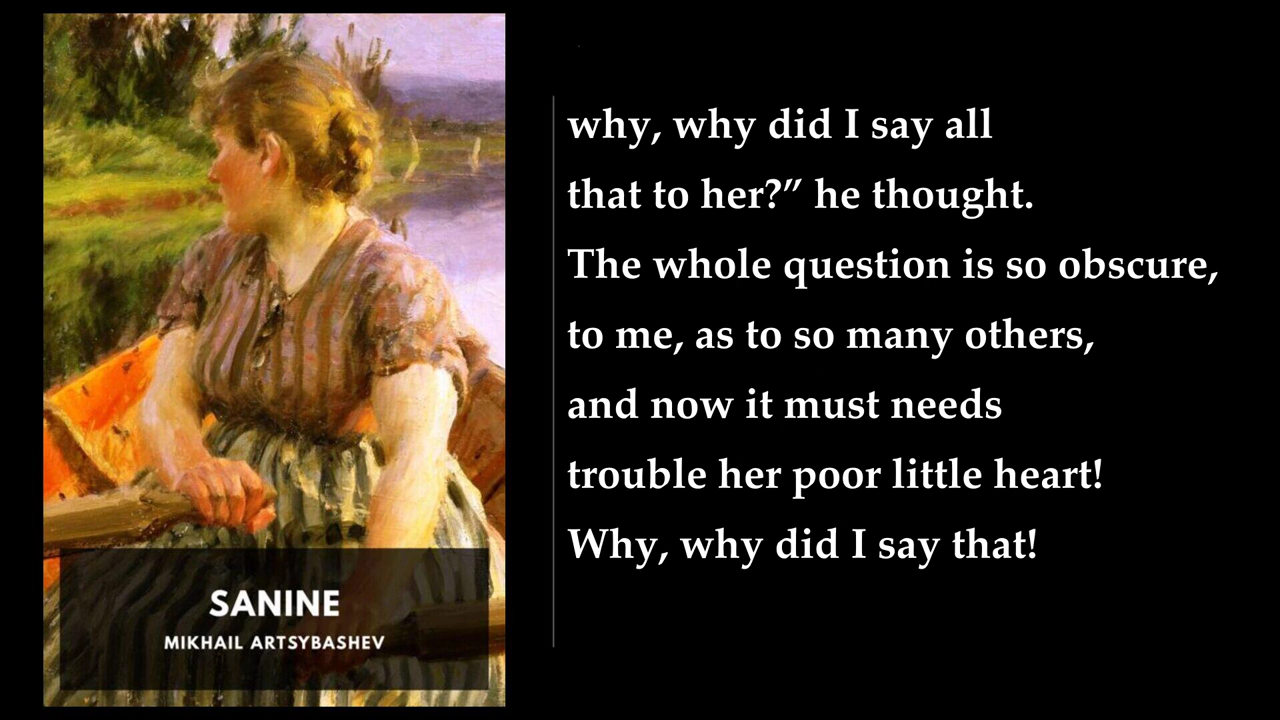 why, why did I say all
that to her?” he thought.
The whole question is so obscure,
to me, as to so many others,
and now it must needs
trouble her poor little heart!
Why, why did I say that!
SANINE
MIKHAIL ARTSYBASHEV